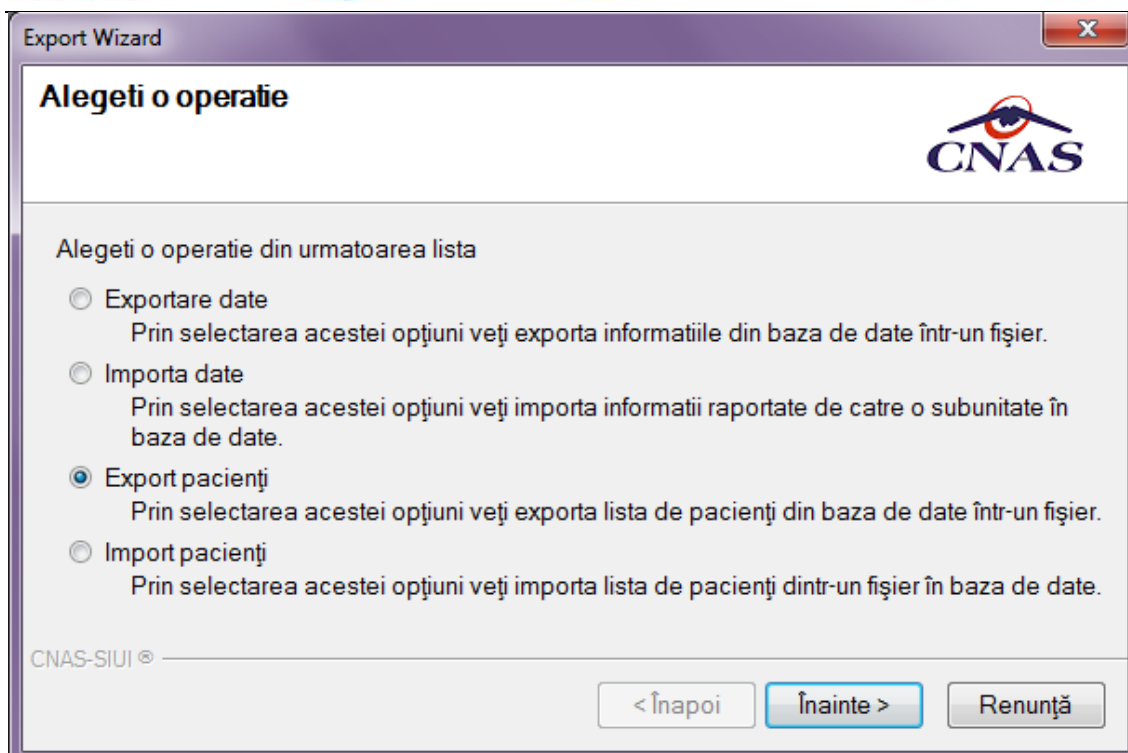 Export Wizard
Alegeti o operatie
CNAS
Alegeti o operatie din urmatoarea lista
Exportare date
Prin selectarea acestei opţiuni veţi exporta informatiile din baza de date într-un fişier.
Importa date
Prin selectarea acestei opţiuni veţi importa informatii raportate de catre o subunitate în
baza de date.
Export pacienţi
Prin selectarea acestei opţiuni veţi exporta lista de pacienţi din baza de date într-un fişier.
Import pacienţi
Prin selectarea acestei opţiuni veţi importa lista de pacienţi dintr-un fişier în baza de date.
CNAS-SIUI ®
< Înapoi
Înainte >
Renunţă